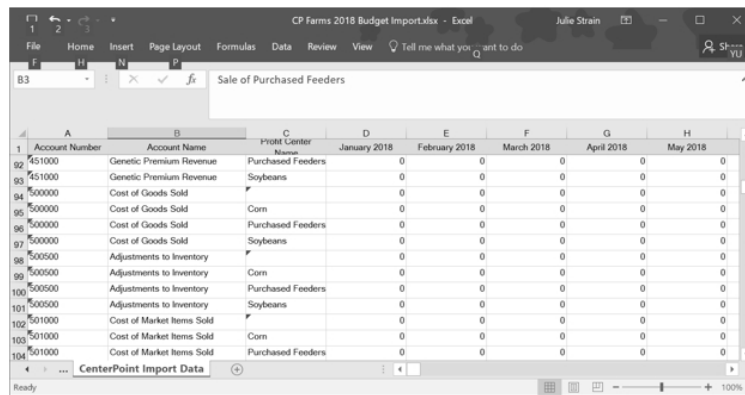 CP Farms 2018 Budget Import.xlsx - Excel Julie Strain
1 2 3
File Home Insert Page Layout Formulas Data Review View Tell me what you want to do
F H N P Q YU
B3 fx Sale of Purchased Feeders
A B C D E F G H
1 Account Number Account Name Profit Center Name January 2018 February 2018 March 2018 April 2018 May 2018
92 451000 Genetic Premium Revenue Purchased Feeders 0 0 0 0 0
93 451000 Genetic Premium Revenue Soybeans 0 0 0 0 0
94 500000 Cost of Goods Sold 0 0 0 0 0
95 500000 Cost of Goods Sold Corn 0 0 0 0 0
96 500000 Cost of Goods Sold Purchased Feeders 0 0 0 0 0
97 500000 Cost of Goods Sold Soybeans 0 0 0 0 0
98 500500 Adjustments to Inventory 0 0 0 0 0
99 500500 Adjustments to Inventory Corn 0 0 0 0 0
100 500500 Adjustments to Inventory Purchased Feeders 0 0 0 0 0
101 500500 Adjustments to Inventory Soybeans 0 0 0 0 0
102 501000 Cost of Market Items Sold 0 0 0 0 0
103 501000 Cost of Market Items Sold Corn 0 0 0 0 0
104 501000 Cost of Market Items Sold Purchased Feeders 0 0 0 0 0
... CenterPoint Import Data
Ready 100%